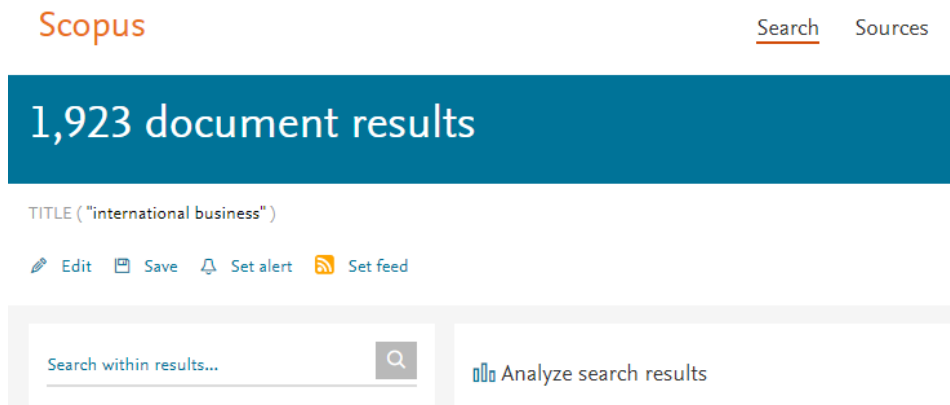 Scopus
Search Sources
1,923 document results
TITLE ( "international business" )
Edit Save Set alert Set feed
Search within results...
Analyze search results